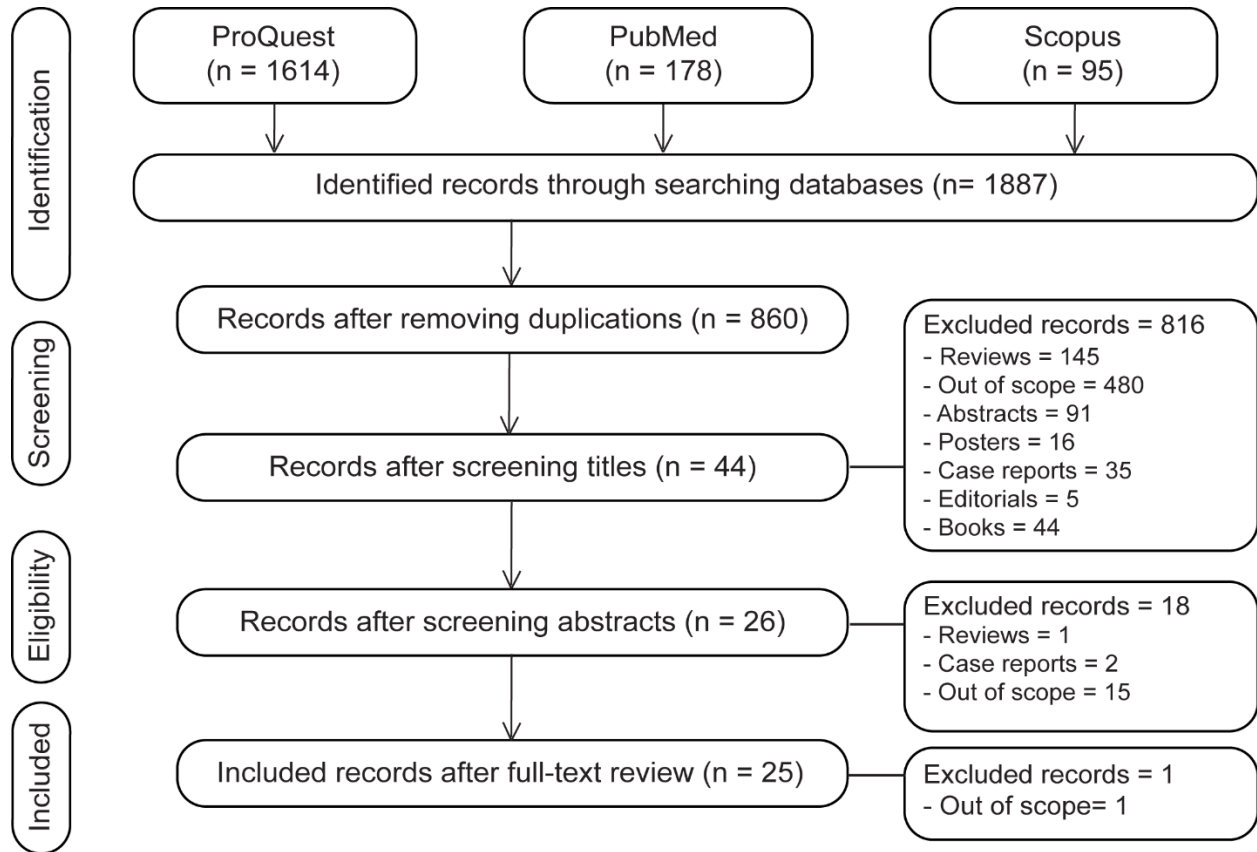 Identification
ProQuest
(n = 1614)
PubMed
(n = 178)
Scopus
(n = 95)
Identified records through searching databases (n= 1887)
Records after removing duplications (n = 860)
Screening
Records after screening titles (n = 44)
Excluded records = 816
- Reviews = 145
- Out of scope = 480
- Abstracts = 91
- Posters = 16
- Case reports = 35
- Editorials = 5
- Books = 44
Eligibility
Records after screening abstracts (n = 26)
Excluded records = 18
- Reviews = 1
- Case reports = 2
- Out of scope = 15
Included
Included records after full-text review (n = 25)
Excluded records = 1
- Out of scope= 1